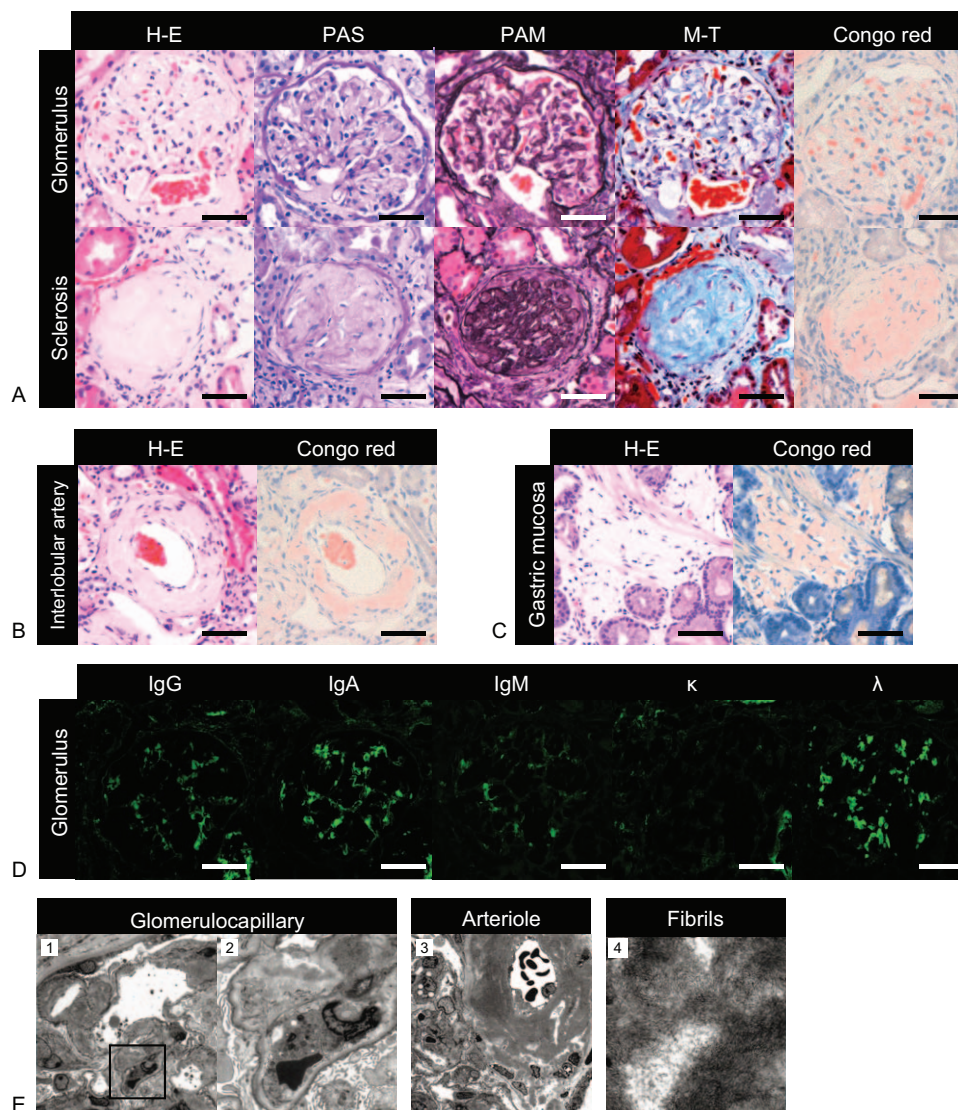 H-E PAS PAM M-T Congo red
Glomerulus
Sclerosis
A
H-E Congo red
Interlobular artery
B
H-E Congo red
Gastric mucosa
C
IgG IgA IgM κ λ
Glomerulus
D
Glomerulocapillary Arteriole Fibrils
1 2 3 4
E